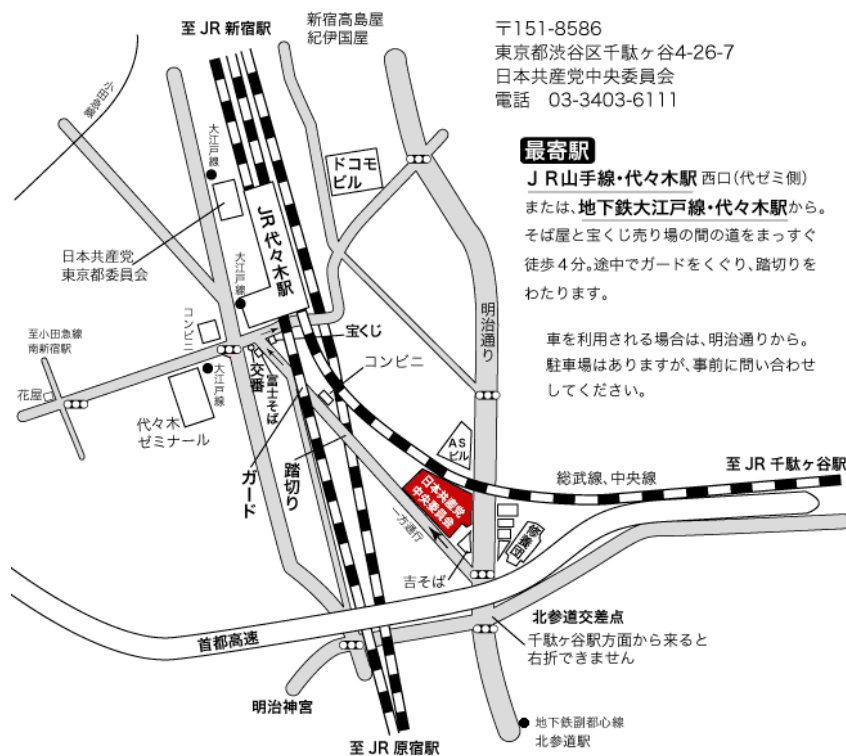 至 JR 新宿駅
新宿高島屋
紀伊国屋
〒151-8586
東京都渋谷区千駄ヶ谷4-26-7
日本共産党中央委員会
電話 03-3403-6111
最寄駅
JR山手線・代々木駅 西口(代ゼミ側)
または、地下鉄大江戸線・代々木駅から。
そば屋と宝くじ売り場の間の道をまっすぐ
徒歩4分。途中でガードをくぐり、踏切りを
わたります。
車を利用される場合は、明治通りから。
駐車場はありますが、事前に問い合わせ
してください。
小田急線
大江戸線
ドコモ
ビル
JR 代々木駅
日本共産党
東京都委員会
大江戸線
明治通り
コンビニ
宝くじ
至小田急線
南新宿駅
交番
富士そば
コンビニ
花屋
大江戸線
代々木
ゼミナール
ガード
踏切り
AS
ビル
日本共産党
中央委員会
総武線、中央線
至 JR 千駄ヶ谷駅
一方通行
修養団
吉そば
首都高速
北参道交差点
千駄ヶ谷駅方面から来ると
右折できません
明治神宮
地下鉄副都心線
北参道駅
至 JR 原宿駅